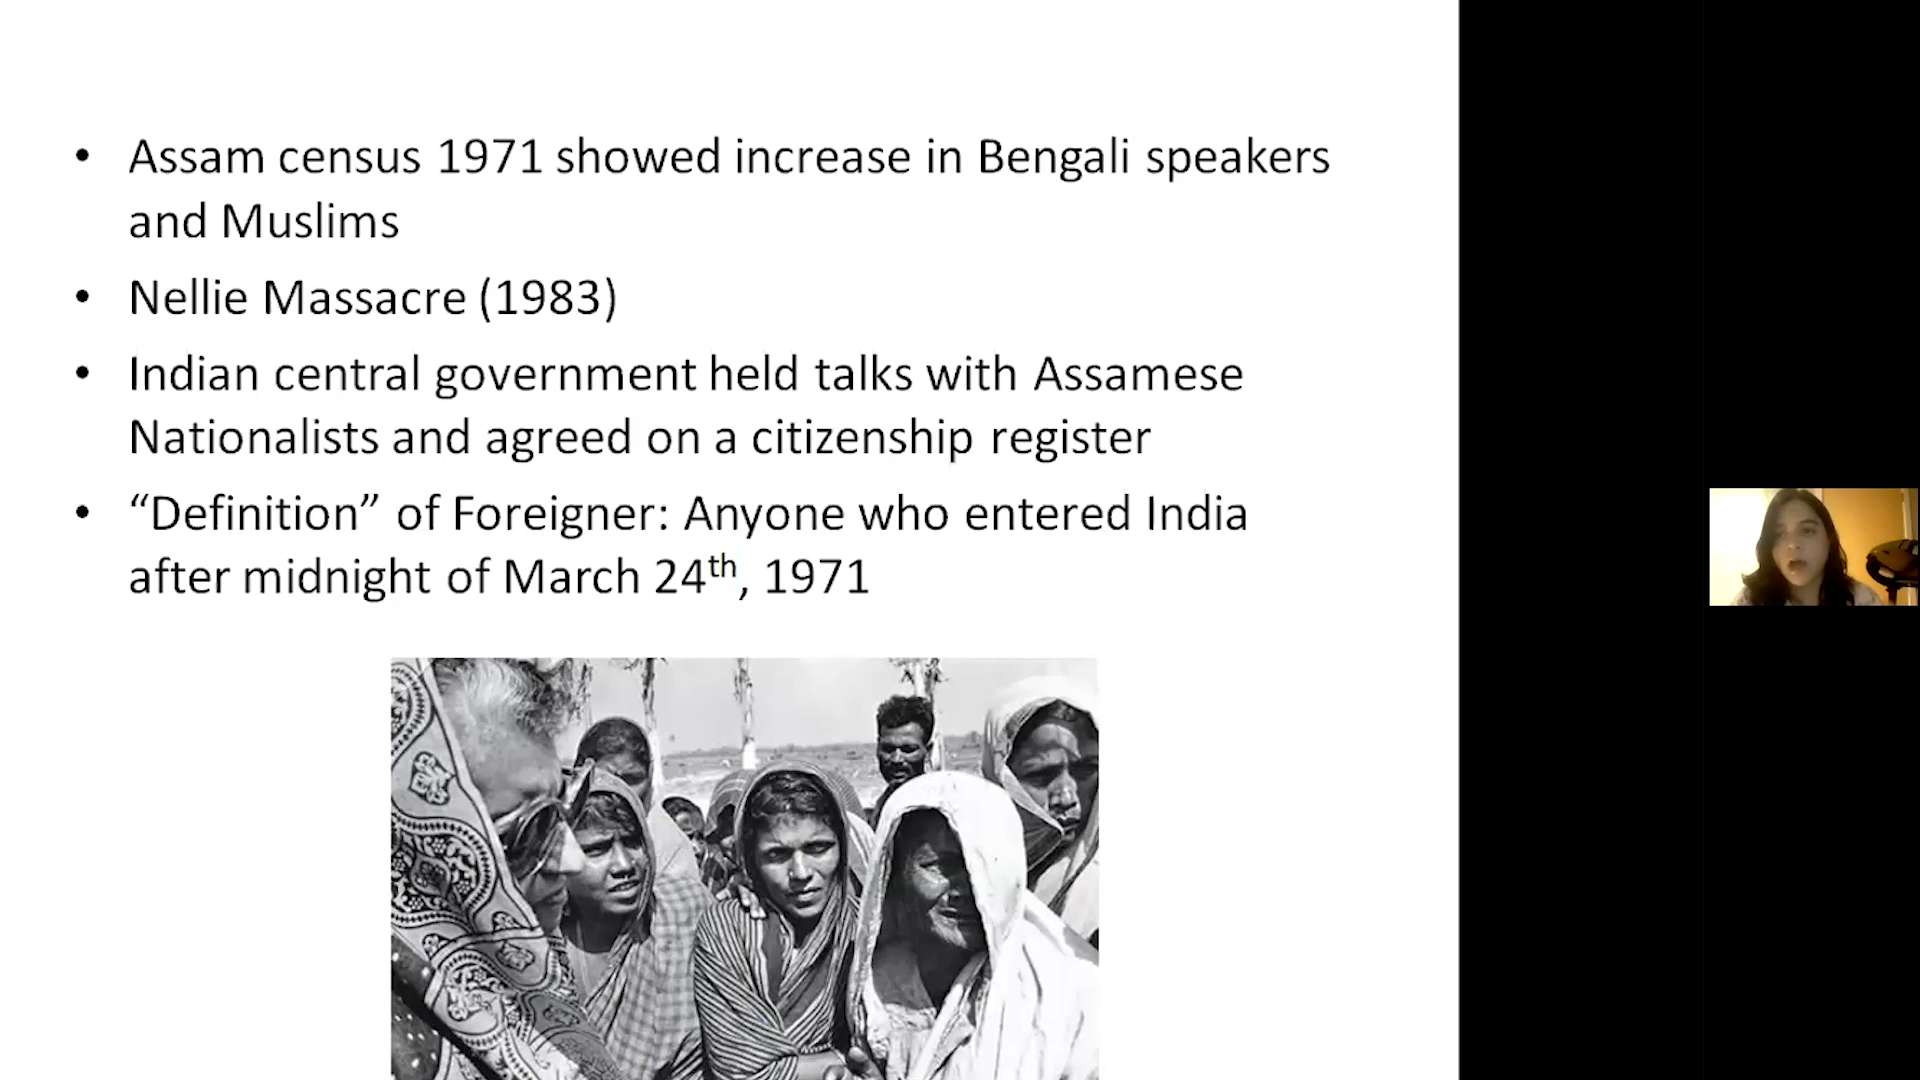 • Assam census 1971 showed increase in Bengali speakers
and Muslims
• Nellie Massacre (1983)
• Indian central government held talks with Assamese
Nationalists and agreed on a citizenship register
• “Definition” of Foreigner: Anyone who entered India
after midnight of March 24th, 1971